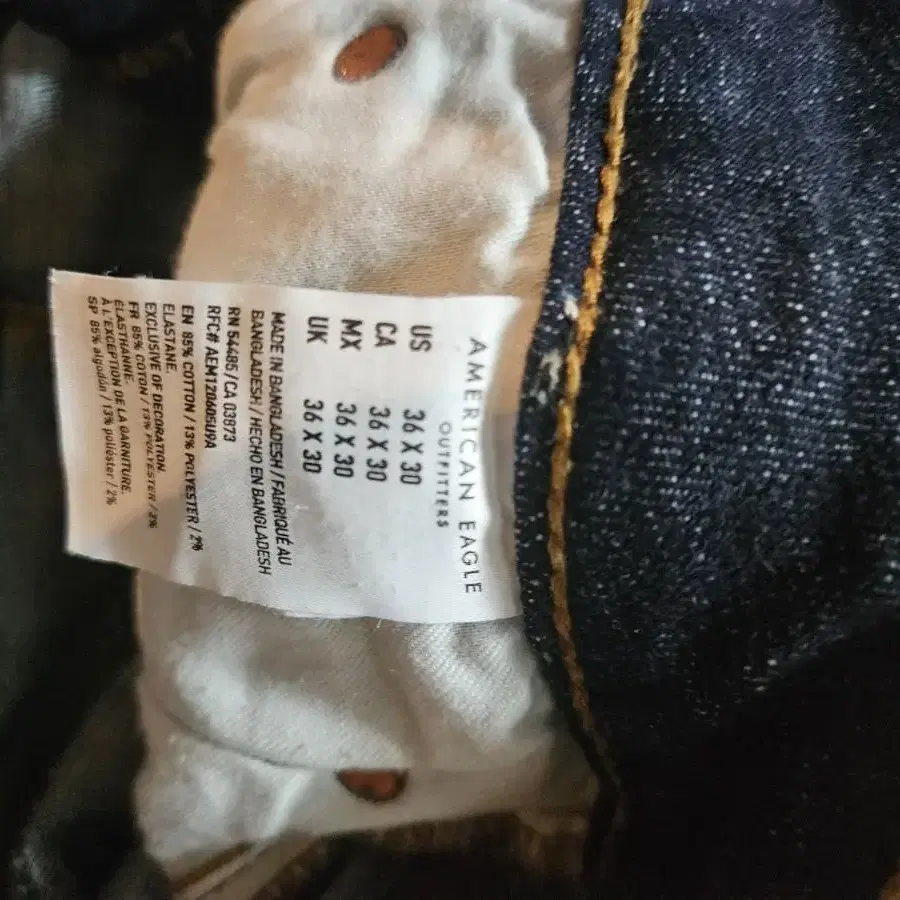 AMERICAN EAGLE
OUTFITTERS
US 36 X 30
CA 36 X 30
MX 36 X 30
UK 36 X 30
MADE IN BANGLADESH / FABRIQUÉ AU
BANGLADESH / HECHO EN BANGLADESH
RN 54485 / CA 03873
RFC# AEM120605U9A
EN 85% COTTON / 13% POLYESTER / 2%
ELASTANE.
EXCLUSIVE OF DECORATION.
FR 85% COTON / 13% POLYESTER / 2%
ÉLASTHANNE.
À L'EXCEPTION DE LA GARNITURE.
SP 85% algodón / 13% poliéster / 2%